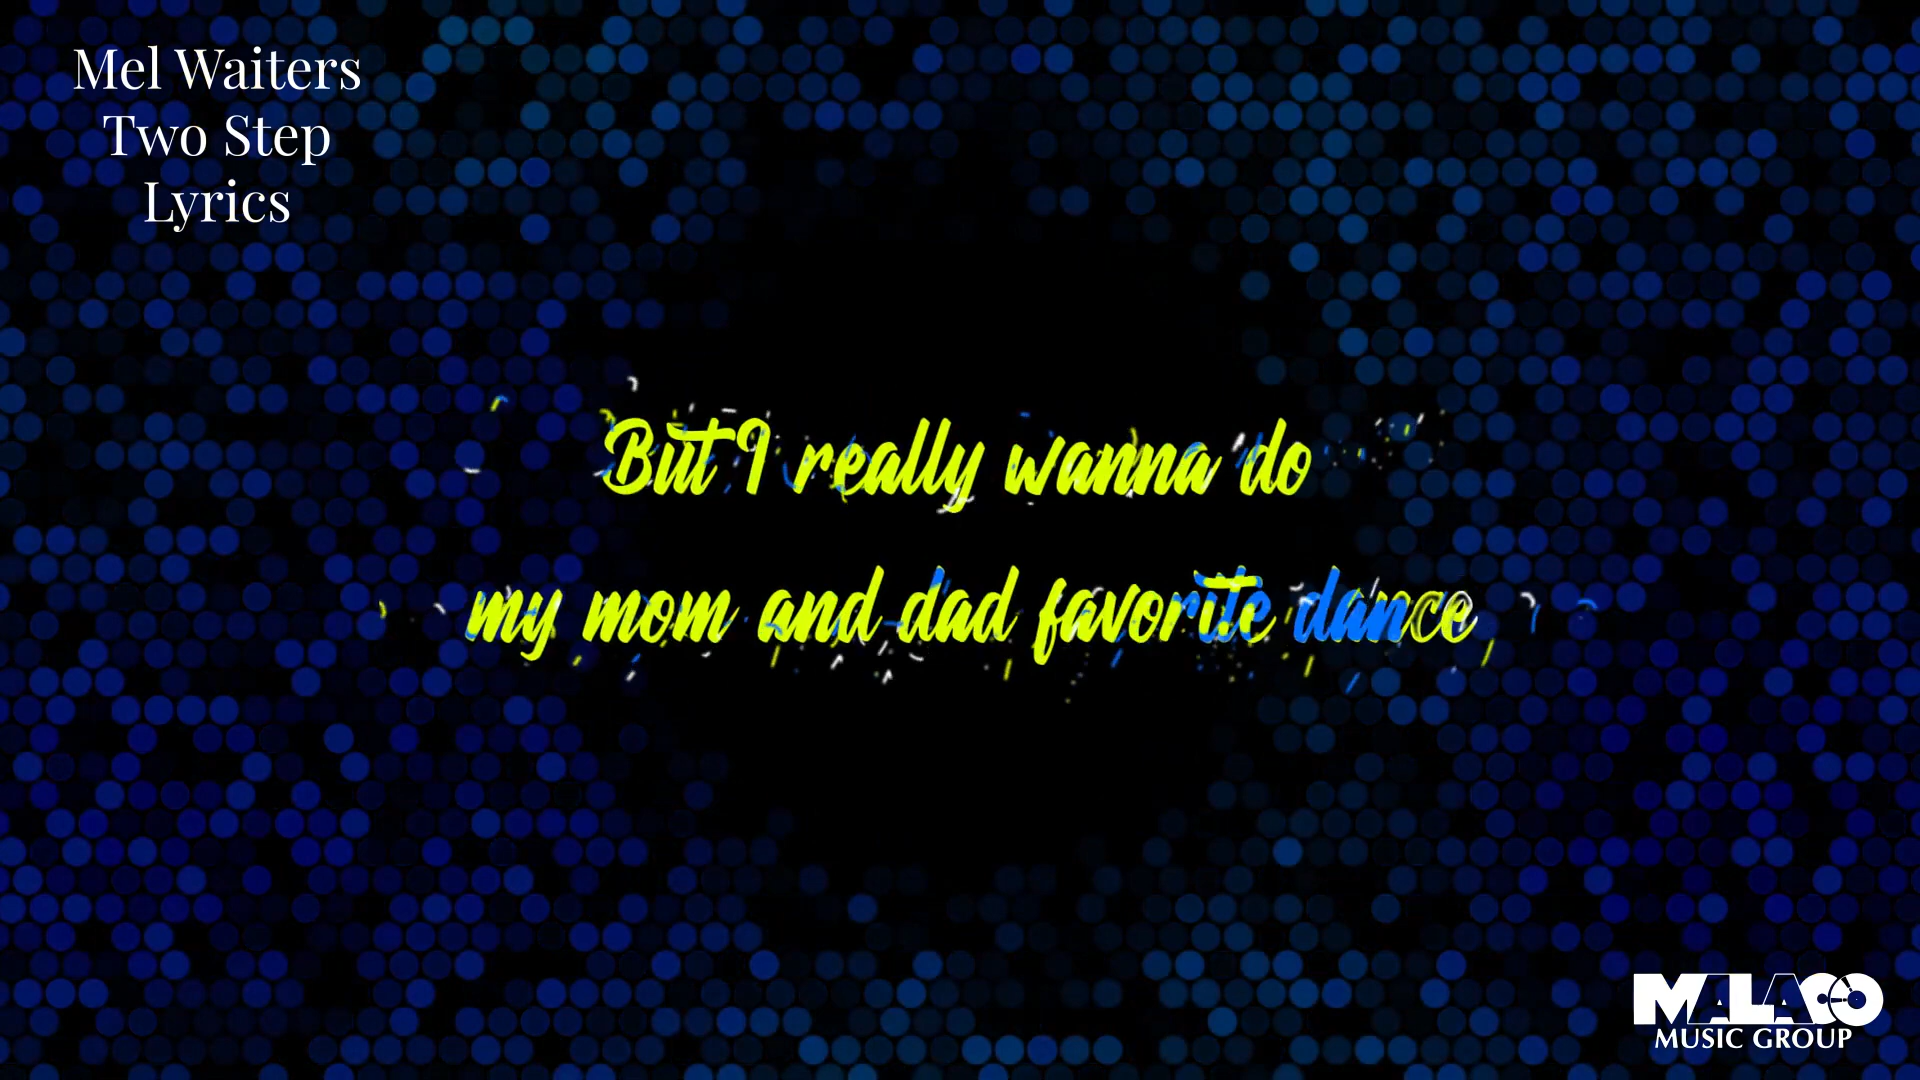 Mel Waiters
Two Step
Lyrics
But I really wanna do
my mom and dad favorite dance
MALACO
MUSIC GROUP